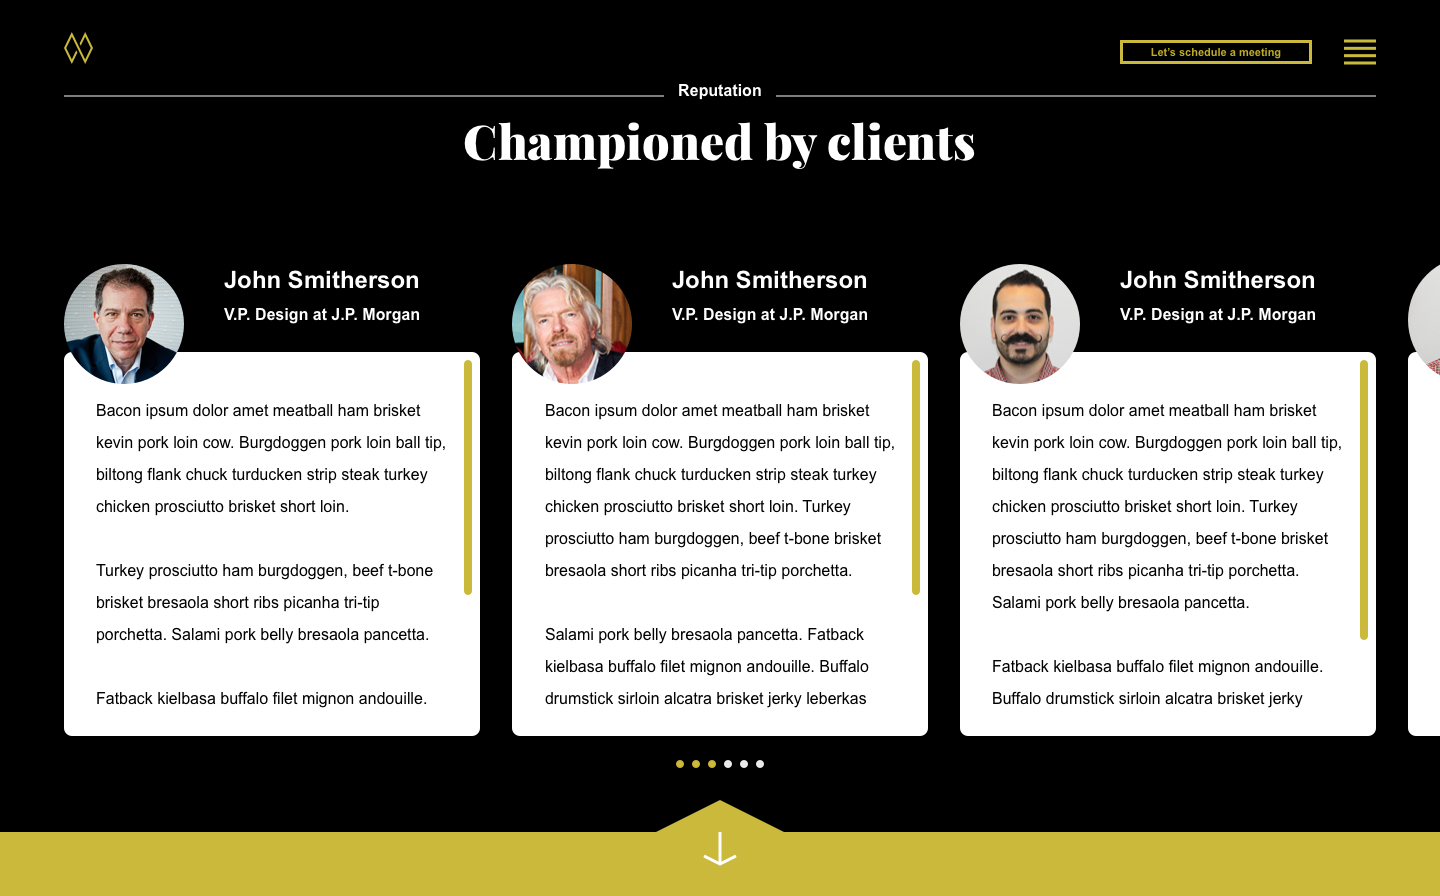 Let's schedule a meeting
Reputation
Championed by clients
John Smitherson
V.P. Design at J.P. Morgan
Bacon ipsum dolor amet meatball ham brisket
kevin pork loin cow. Burgdoggen pork loin ball tip,
biltong flank chuck turducken strip steak turkey
chicken prosciutto brisket short loin.
Turkey prosciutto ham burgdoggen, beef t-bone
brisket bresaola short ribs picanha tri-tip
porchetta. Salami pork belly bresaola pancetta.
Fatback kielbasa buffalo filet mignon andouille.
John Smitherson
V.P. Design at J.P. Morgan
Bacon ipsum dolor amet meatball ham brisket
kevin pork loin cow. Burgdoggen pork loin ball tip,
biltong flank chuck turducken strip steak turkey
chicken prosciutto brisket short loin. Turkey
prosciutto ham burgdoggen, beef t-bone brisket
bresaola short ribs picanha tri-tip porchetta.
Salami pork belly bresaola pancetta. Fatback
kielbasa buffalo filet mignon andouille. Buffalo
drumstick sirloin alcatra brisket jerky leberkas
John Smitherson
V.P. Design at J.P. Morgan
Bacon ipsum dolor amet meatball ham brisket
kevin pork loin cow. Burgdoggen pork loin ball tip,
biltong flank chuck turducken strip steak turkey
chicken prosciutto brisket short loin. Turkey
prosciutto ham burgdoggen, beef t-bone brisket
bresaola short ribs picanha tri-tip porchetta.
Salami pork belly bresaola pancetta.
Fatback kielbasa buffalo filet mignon andouille.
Buffalo drumstick sirloin alcatra brisket jerky